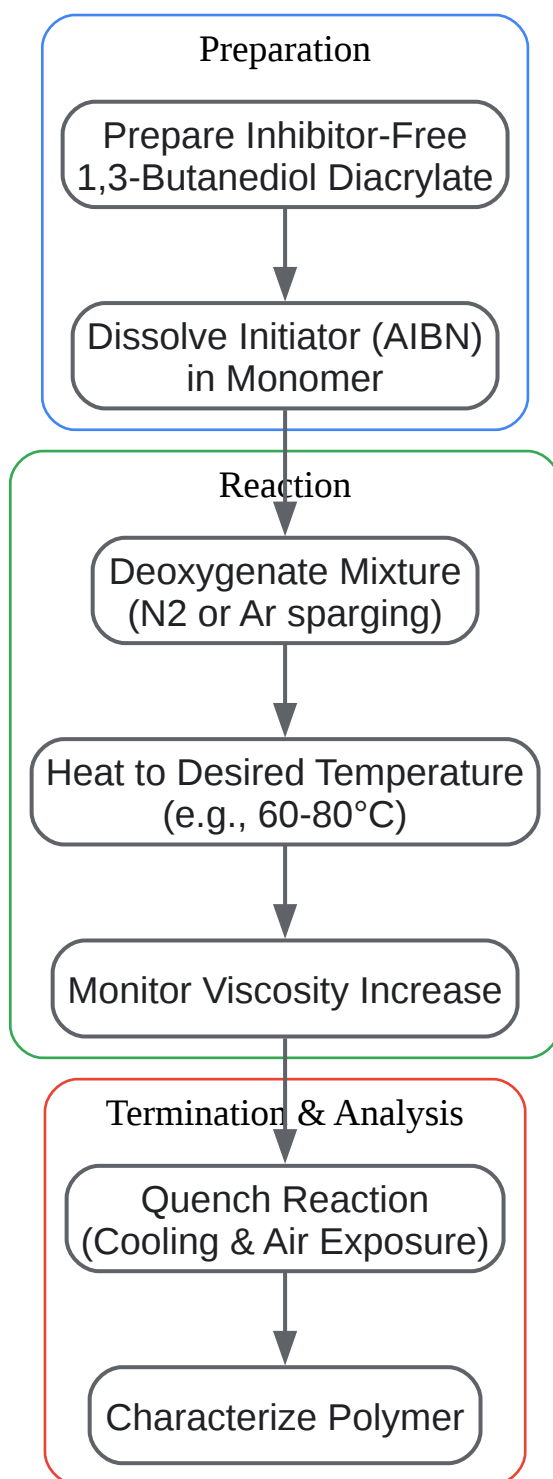 Preparation
Prepare Inhibitor-Free
1,3-Butanediol Diacrylate
Dissolve Initiator (AIBN)
in Monomer
Reaction
Deoxygenate Mixture
(N2 or Ar sparging)
Heat to Desired Temperature
(e.g., 60-80°C)
Monitor Viscosity Increase
Termination & Analysis
Quench Reaction
(Cooling & Air Exposure)
Characterize Polymer